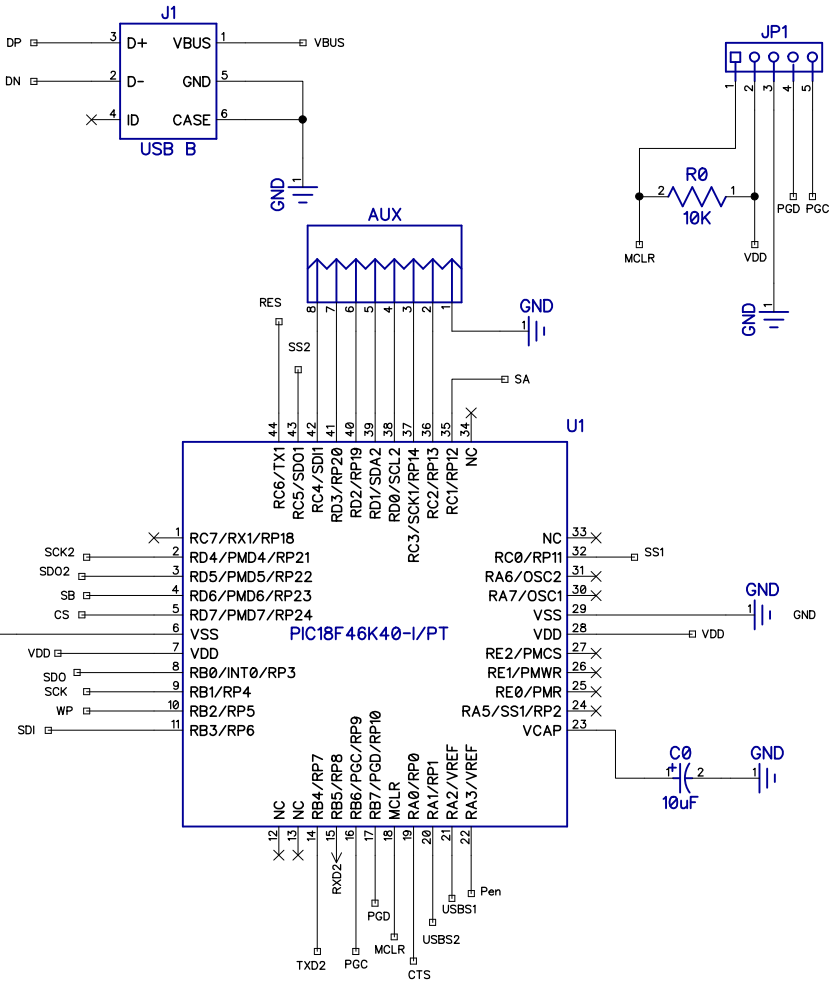 J1
DP 3 D+ VBUS 1 VBUS
DN 2 D- GND 5
4 ID CASE 6
USB B
GND 1
JP1
1 2 3 4 5
R0
2 1
10K
PGD PGC
MCLR VDD
GND 1
AUX
8 7 6 5 4 3 2 1
GND
1
RES
SS2
SA
U1
44 43 42 41 40 39 38 37 36 35 34
RC6/TX1
RC5/SDO1
RC4/SDI1
RD3/RP20
RD2/RP19
RD1/SDA2
RD0/SCL2
RC3/SCK1/RP14
RC2/RP13
RC1/RP12
NC
1 RC7/RX1/RP18
SCK2 2 RD4/PMD4/RP21
SDO2 3 RD5/PMD5/RP22
SB 4 RD6/PMD6/RP23
CS 5 RD7/PMD7/RP24
6 VSS
VDD 7 VDD
SDO 8 RB0/INT0/RP3
SCK 9 RB1/RP4
WP 10 RB2/RP5
SDI 11 RB3/RP6
PIC18F46K40-I/PT
NC 33
RC0/RP11 32 SS1
RA6/OSC2 31
RA7/OSC1 30
VSS 29 1 GND GND
VDD 28 VDD
RE2/PMCS 27
RE1/PMWR 26
RE0/PMR 25
RA5/SS1/RP2 24
VCAP 23
C0
1 + 2
10uF
GND
1
NC
NC
RB4/RP7
RB5/RP8
RB6/PGC/RP9
RB7/PGD/RP10
MCLR
RA0/RP0
RA1/RP1
RA2/VREF
RA3/VREF
12 13 14 15 16 17 18 19 20 21 22
RXD2
Pen
USBS1
PGD
USBS2
MCLR
TXD2
PGC
CTS